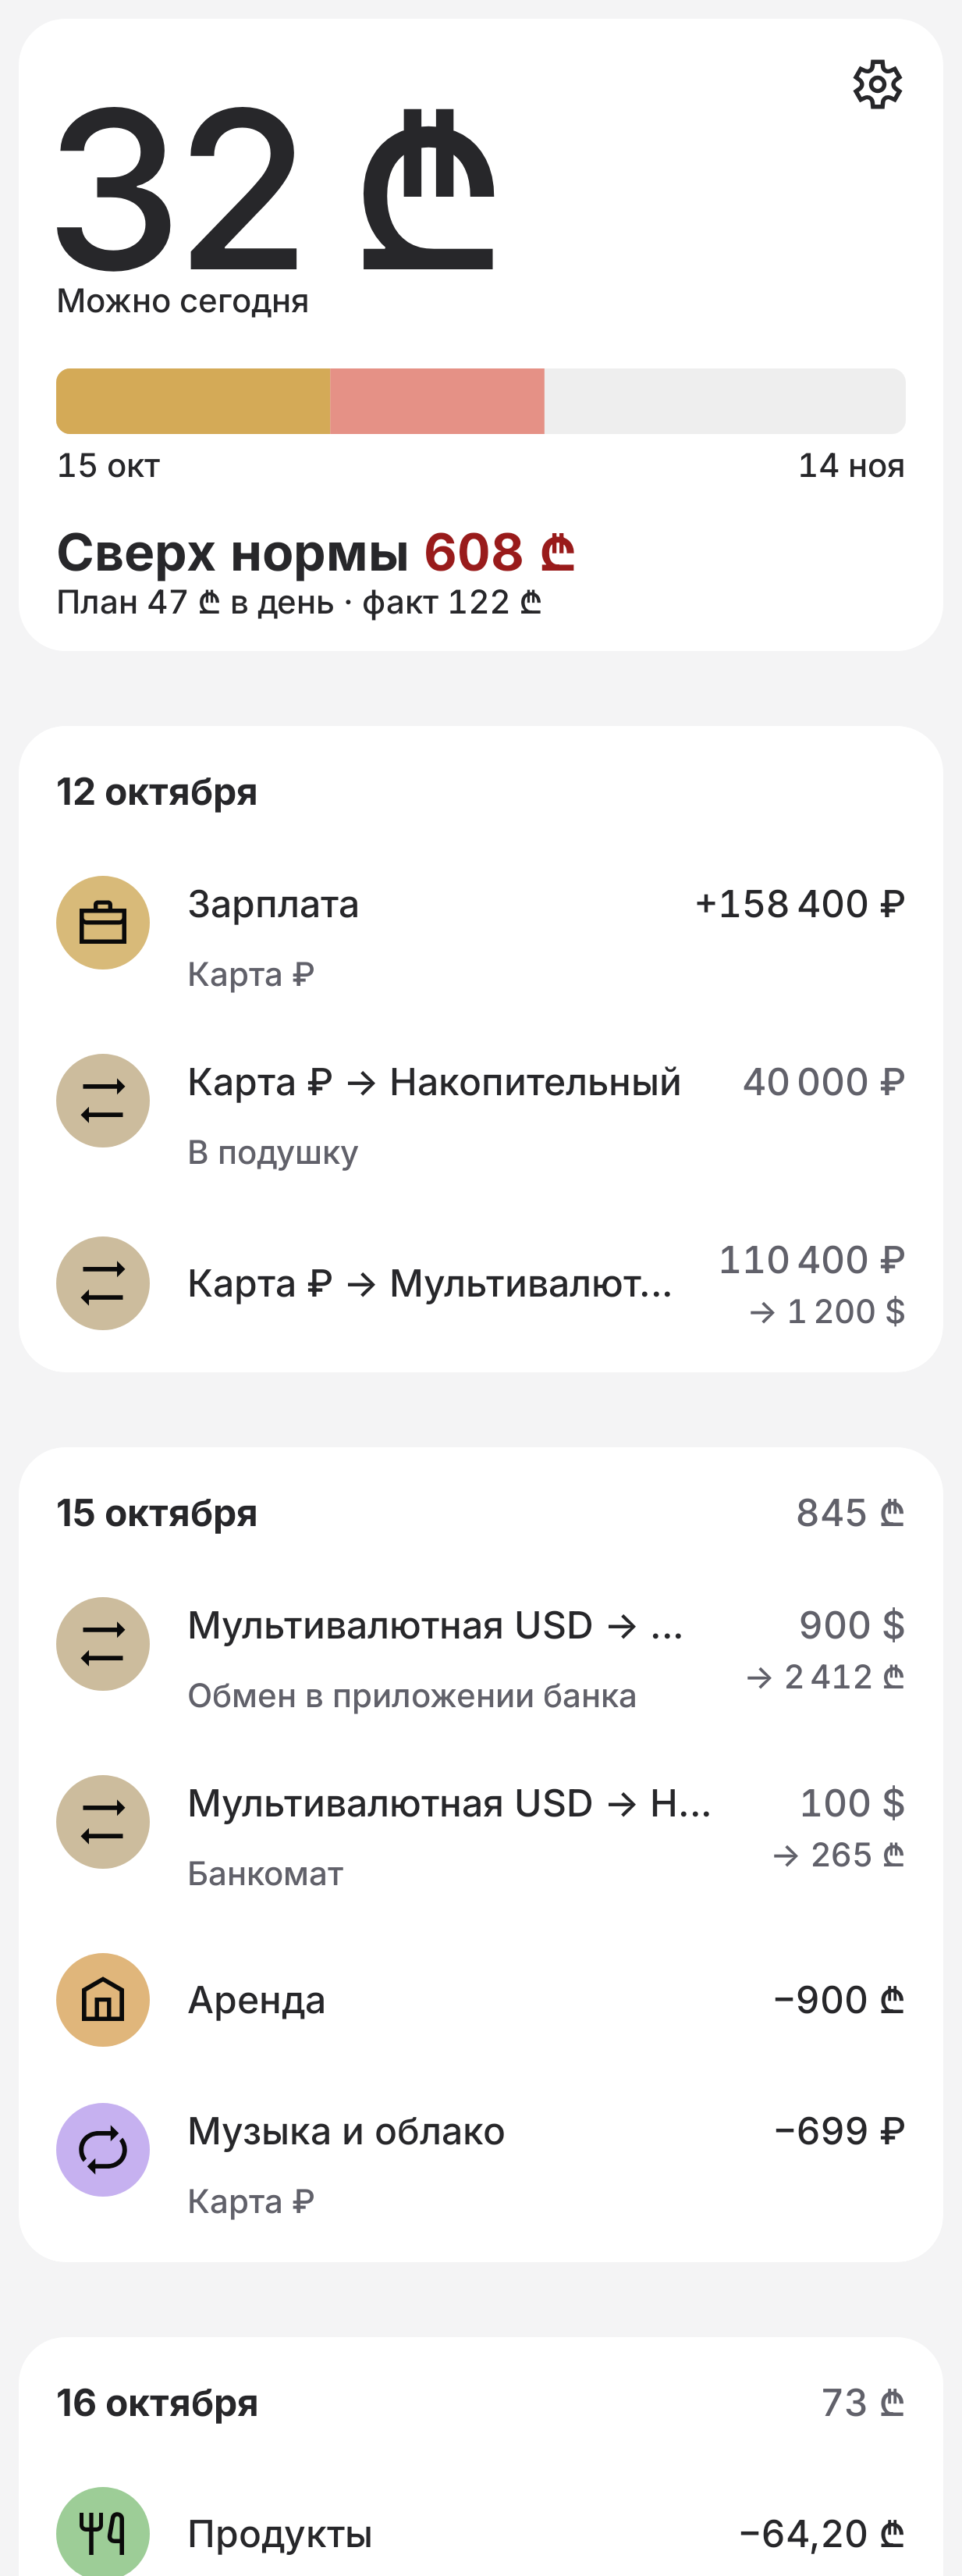 32 ₾
Можно сегодня
15 окт 14 ноя
Сверх нормы 608 ₾
План 47 ₾ в день · факт 122 ₾
12 октября
Зарплата +158 400 ₽
Карта ₽
Карта ₽ → Накопительный 40 000 ₽
В подушку
Карта ₽ → Мультивалют... 110 400 ₽
→ 1 200 $
15 октября 845 ₾
Мультивалютная USD → ... 900 $
→ 2 412 ₾
Обмен в приложении банка
Мультивалютная USD → Н... 100 $
→ 265 ₾
Банкомат
Аренда −900 ₾
Музыка и облако −699 ₽
Карта ₽
16 октября 73 ₾
Продукты −64,20 ₾